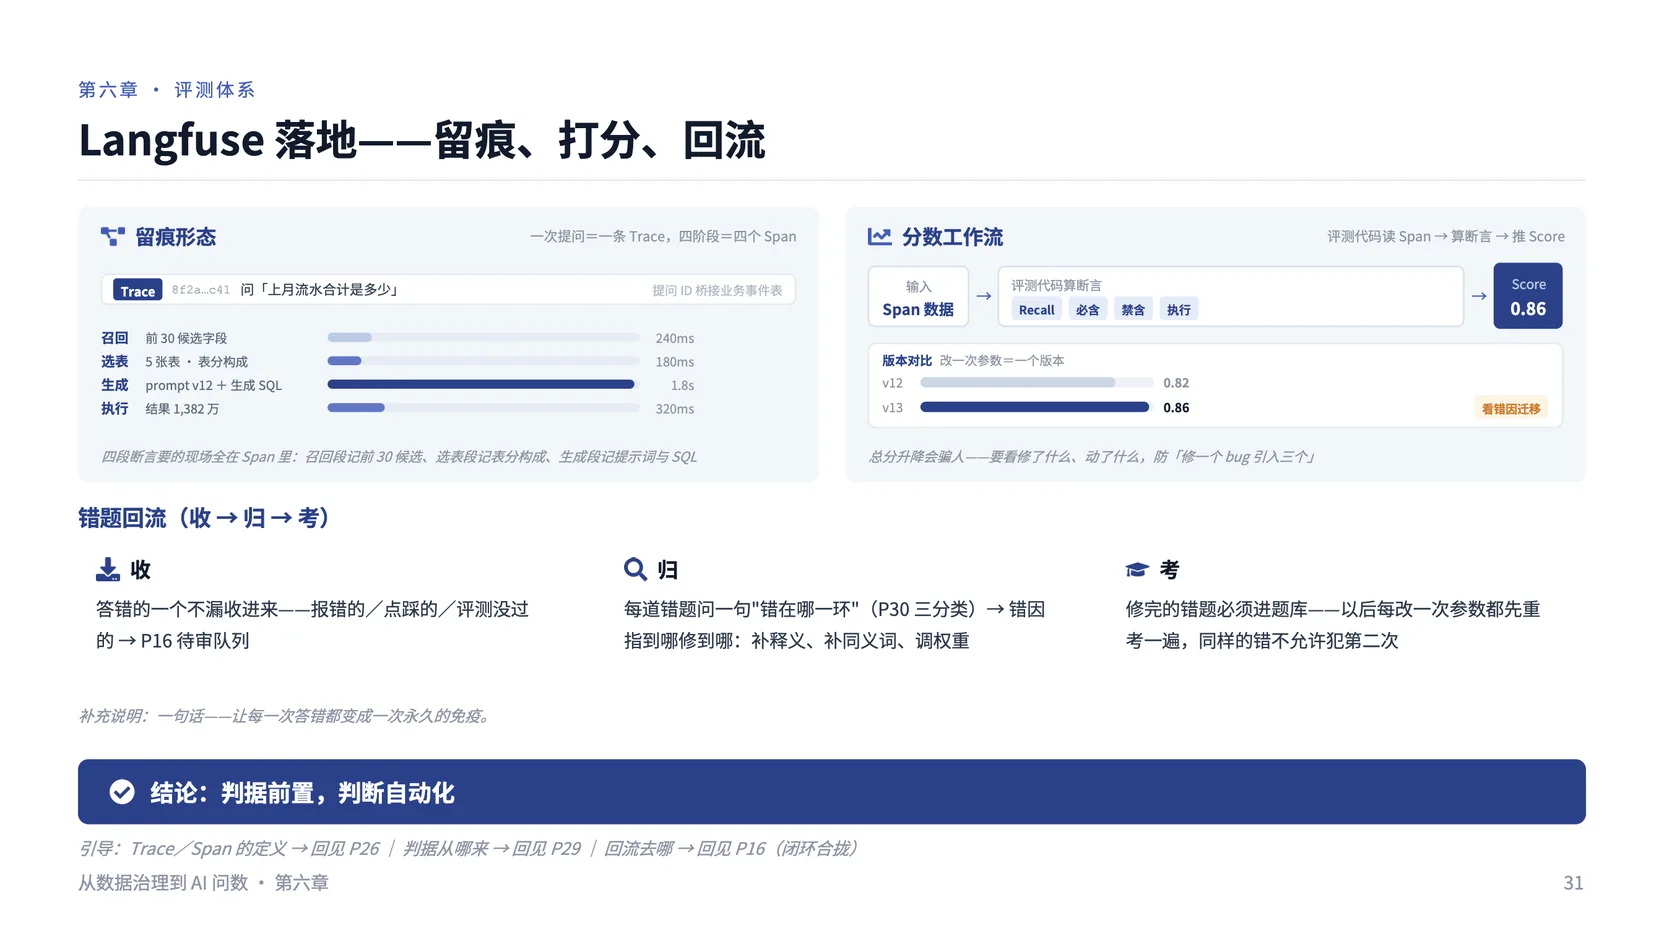 第六章 · 评测体系
Langfuse 落地——留痕、打分、回流
留痕形态
一次提问＝一条 Trace，四阶段＝四个 Span
Trace 8f2a…c41 问「上月流水合计是多少」 提问 ID 桥接业务事件表
召回 前 30 候选字段 240ms
选表 5 张表 · 表分构成 180ms
生成 prompt v12 ＋ 生成 SQL 1.8s
执行 结果 1,382 万 320ms
四段断言要的现场全在 Span 里：召回段记前 30 候选、选表段记表分构成、生成段记提示词与 SQL
分数工作流
评测代码读 Span → 算断言 → 推 Score
输入
Span 数据
→
评测代码算断言
Recall 必含 禁含 执行
→
Score
0.86
版本对比 改一次参数＝一个版本
v12 0.82
v13 0.86
看错因迁移
总分升降会骗人——要看修了什么、动了什么，防「修一个 bug 引入三个」
错题回流（收 → 归 → 考）
收
答错的一个不漏收进来——报错的／点踩的／评测没过
的 → P16 待审队列
归
每道错题问一句"错在哪一环"（P30 三分类）→ 错因
指到哪修到哪：补释义、补同义词、调权重
考
修完的错题必须进题库——以后每改一次参数都先重
考一遍，同样的错不允许犯第二次
补充说明：一句话——让每一次答错都变成一次永久的免疫。
结论：判据前置，判断自动化
引导：Trace／Span 的定义 → 回见 P26｜判据从哪来 → 回见 P29｜回流去哪 → 回见 P16（闭环合拢）
从数据治理到 AI 问数 · 第六章
31